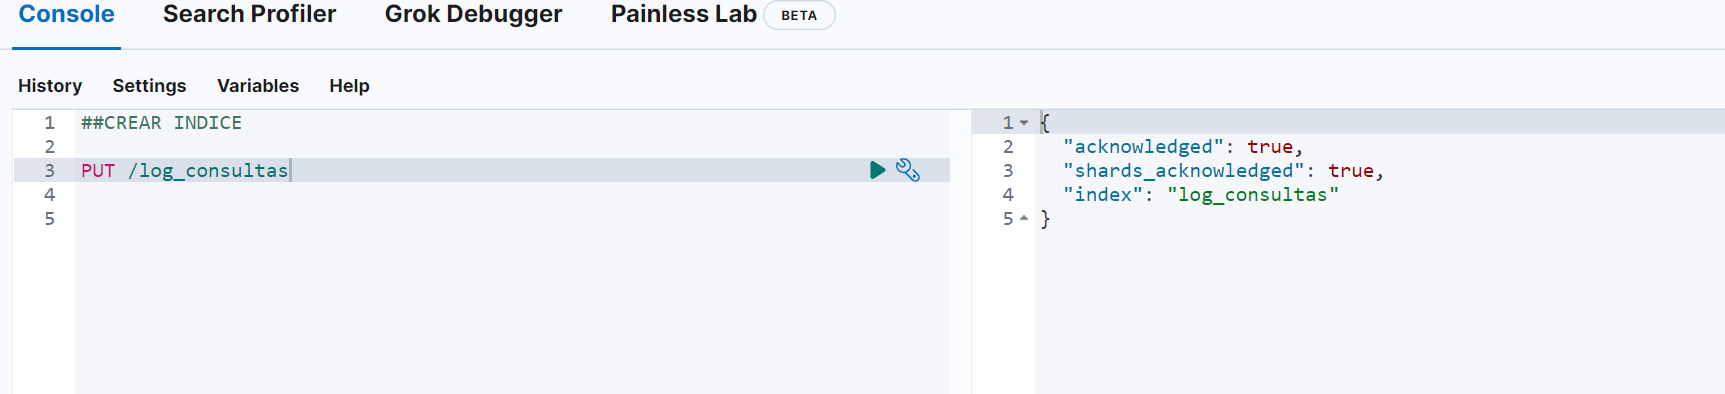 Console Search Profiler Grok Debugger Painless Lab BETA
History Settings Variables Help
1 ##CREAR INDICE
2
3 PUT /log_consultas
4
5
1 {
2 "acknowledged": true,
3 "shards_acknowledged": true,
4 "index": "log_consultas"
5 }